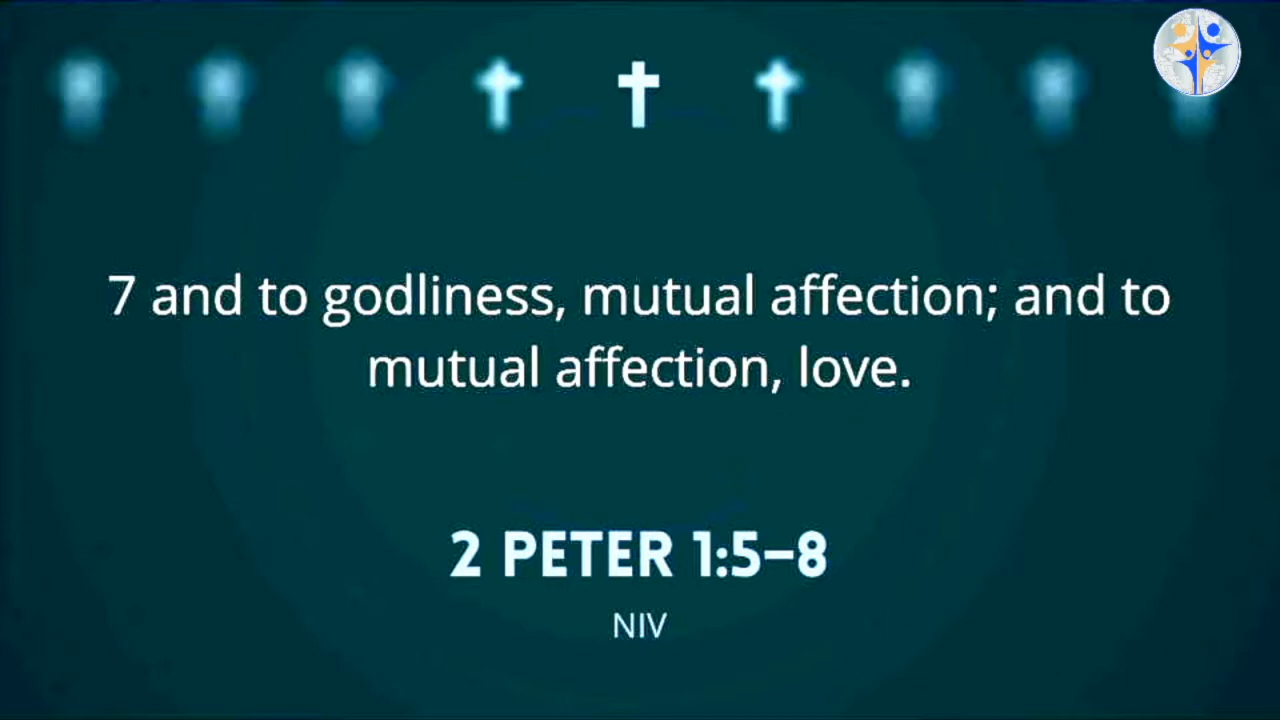 7 and to godliness, mutual affection; and to
mutual affection, love.
2 PETER 1:5–8
NIV